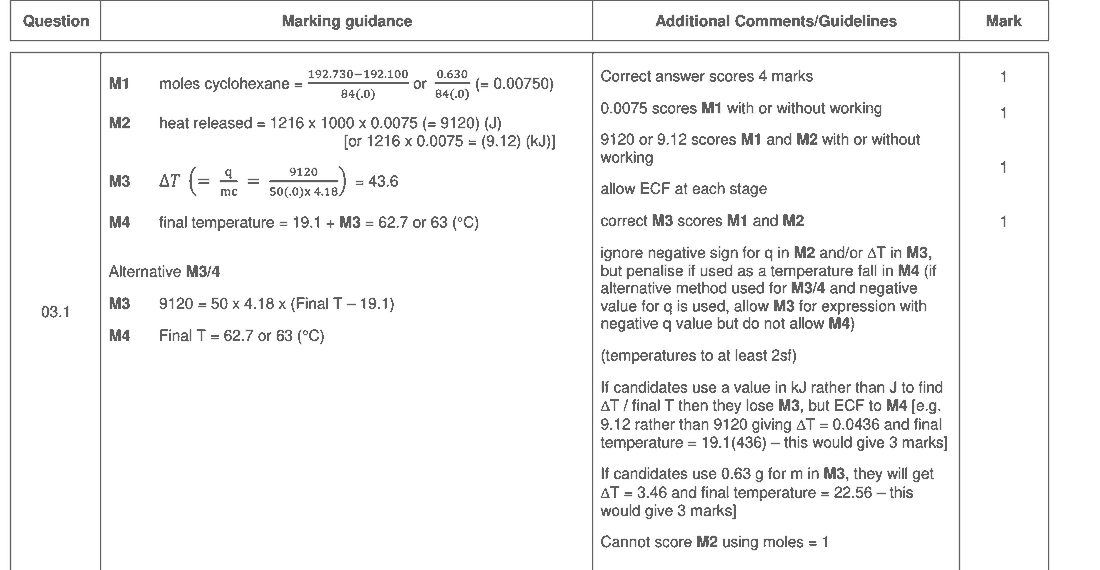 Question Marking guidance Additional Comments/Guidelines Mark
03.1
M1 moles cyclohexane = 192.730−192.100/84(.0) or 0.630/84(.0) (= 0.00750)
M2 heat released = 1216 x 1000 x 0.0075 (= 9120) (J)
[or 1216 x 0.0075 = (9.12) (kJ)]
M3 ΔT (= q/mc = 9120/50(.0)x 4.18) = 43.6
M4 final temperature = 19.1 + M3 = 62.7 or 63 (°C)
Alternative M3/4
M3 9120 = 50 x 4.18 x (Final T – 19.1)
M4 Final T = 62.7 or 63 (°C)
Correct answer scores 4 marks
0.0075 scores M1 with or without working
9120 or 9.12 scores M1 and M2 with or without
working
allow ECF at each stage
correct M3 scores M1 and M2
ignore negative sign for q in M2 and/or ΔT in M3,
but penalise if used as a temperature fall in M4 (if
alternative method used for M3/4 and negative
value for q is used, allow M3 for expression with
negative q value but do not allow M4)
(temperatures to at least 2sf)
If candidates use a value in kJ rather than J to find
ΔT / final T then they lose M3, but ECF to M4 [e.g.
9.12 rather than 9120 giving ΔT = 0.0436 and final
temperature = 19.1(436) – this would give 3 marks]
If candidates use 0.63 g for m in M3, they will get
ΔT = 3.46 and final temperature = 22.56 – this
would give 3 marks]
Cannot score M2 using moles = 1
1
1
1
1